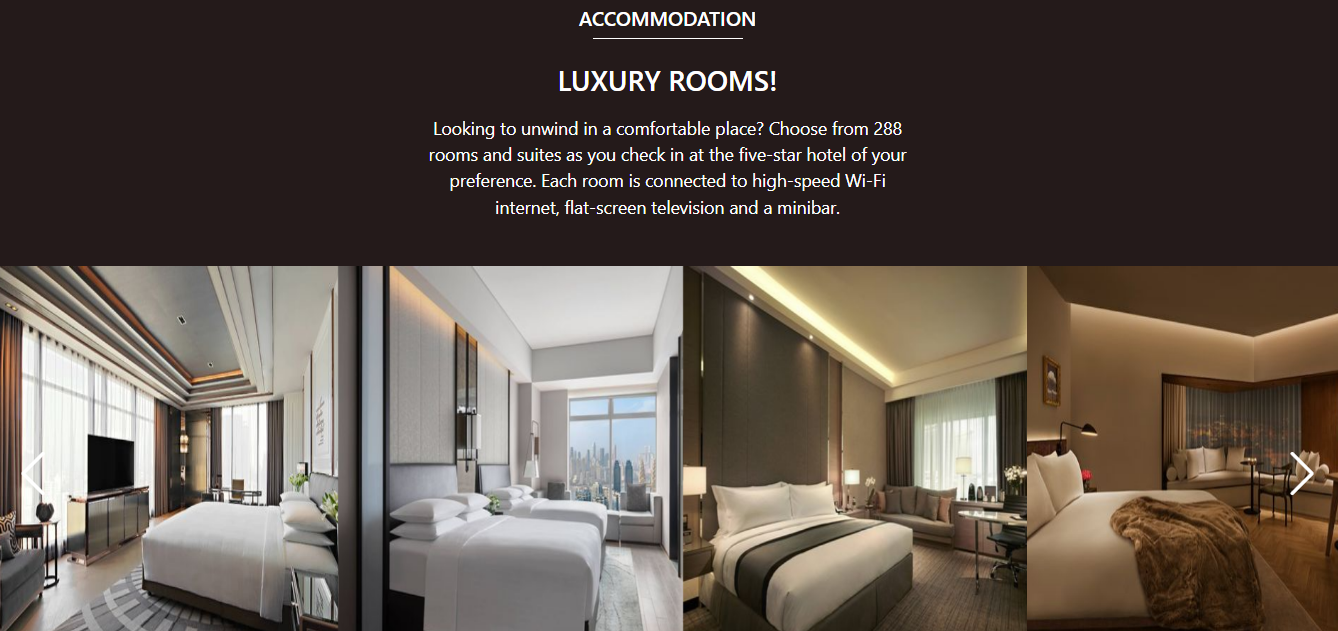 ACCOMMODATION
LUXURY ROOMS!
Looking to unwind in a comfortable place? Choose from 288
rooms and suites as you check in at the five-star hotel of your
preference. Each room is connected to high-speed Wi-Fi
internet, flat-screen television and a minibar.